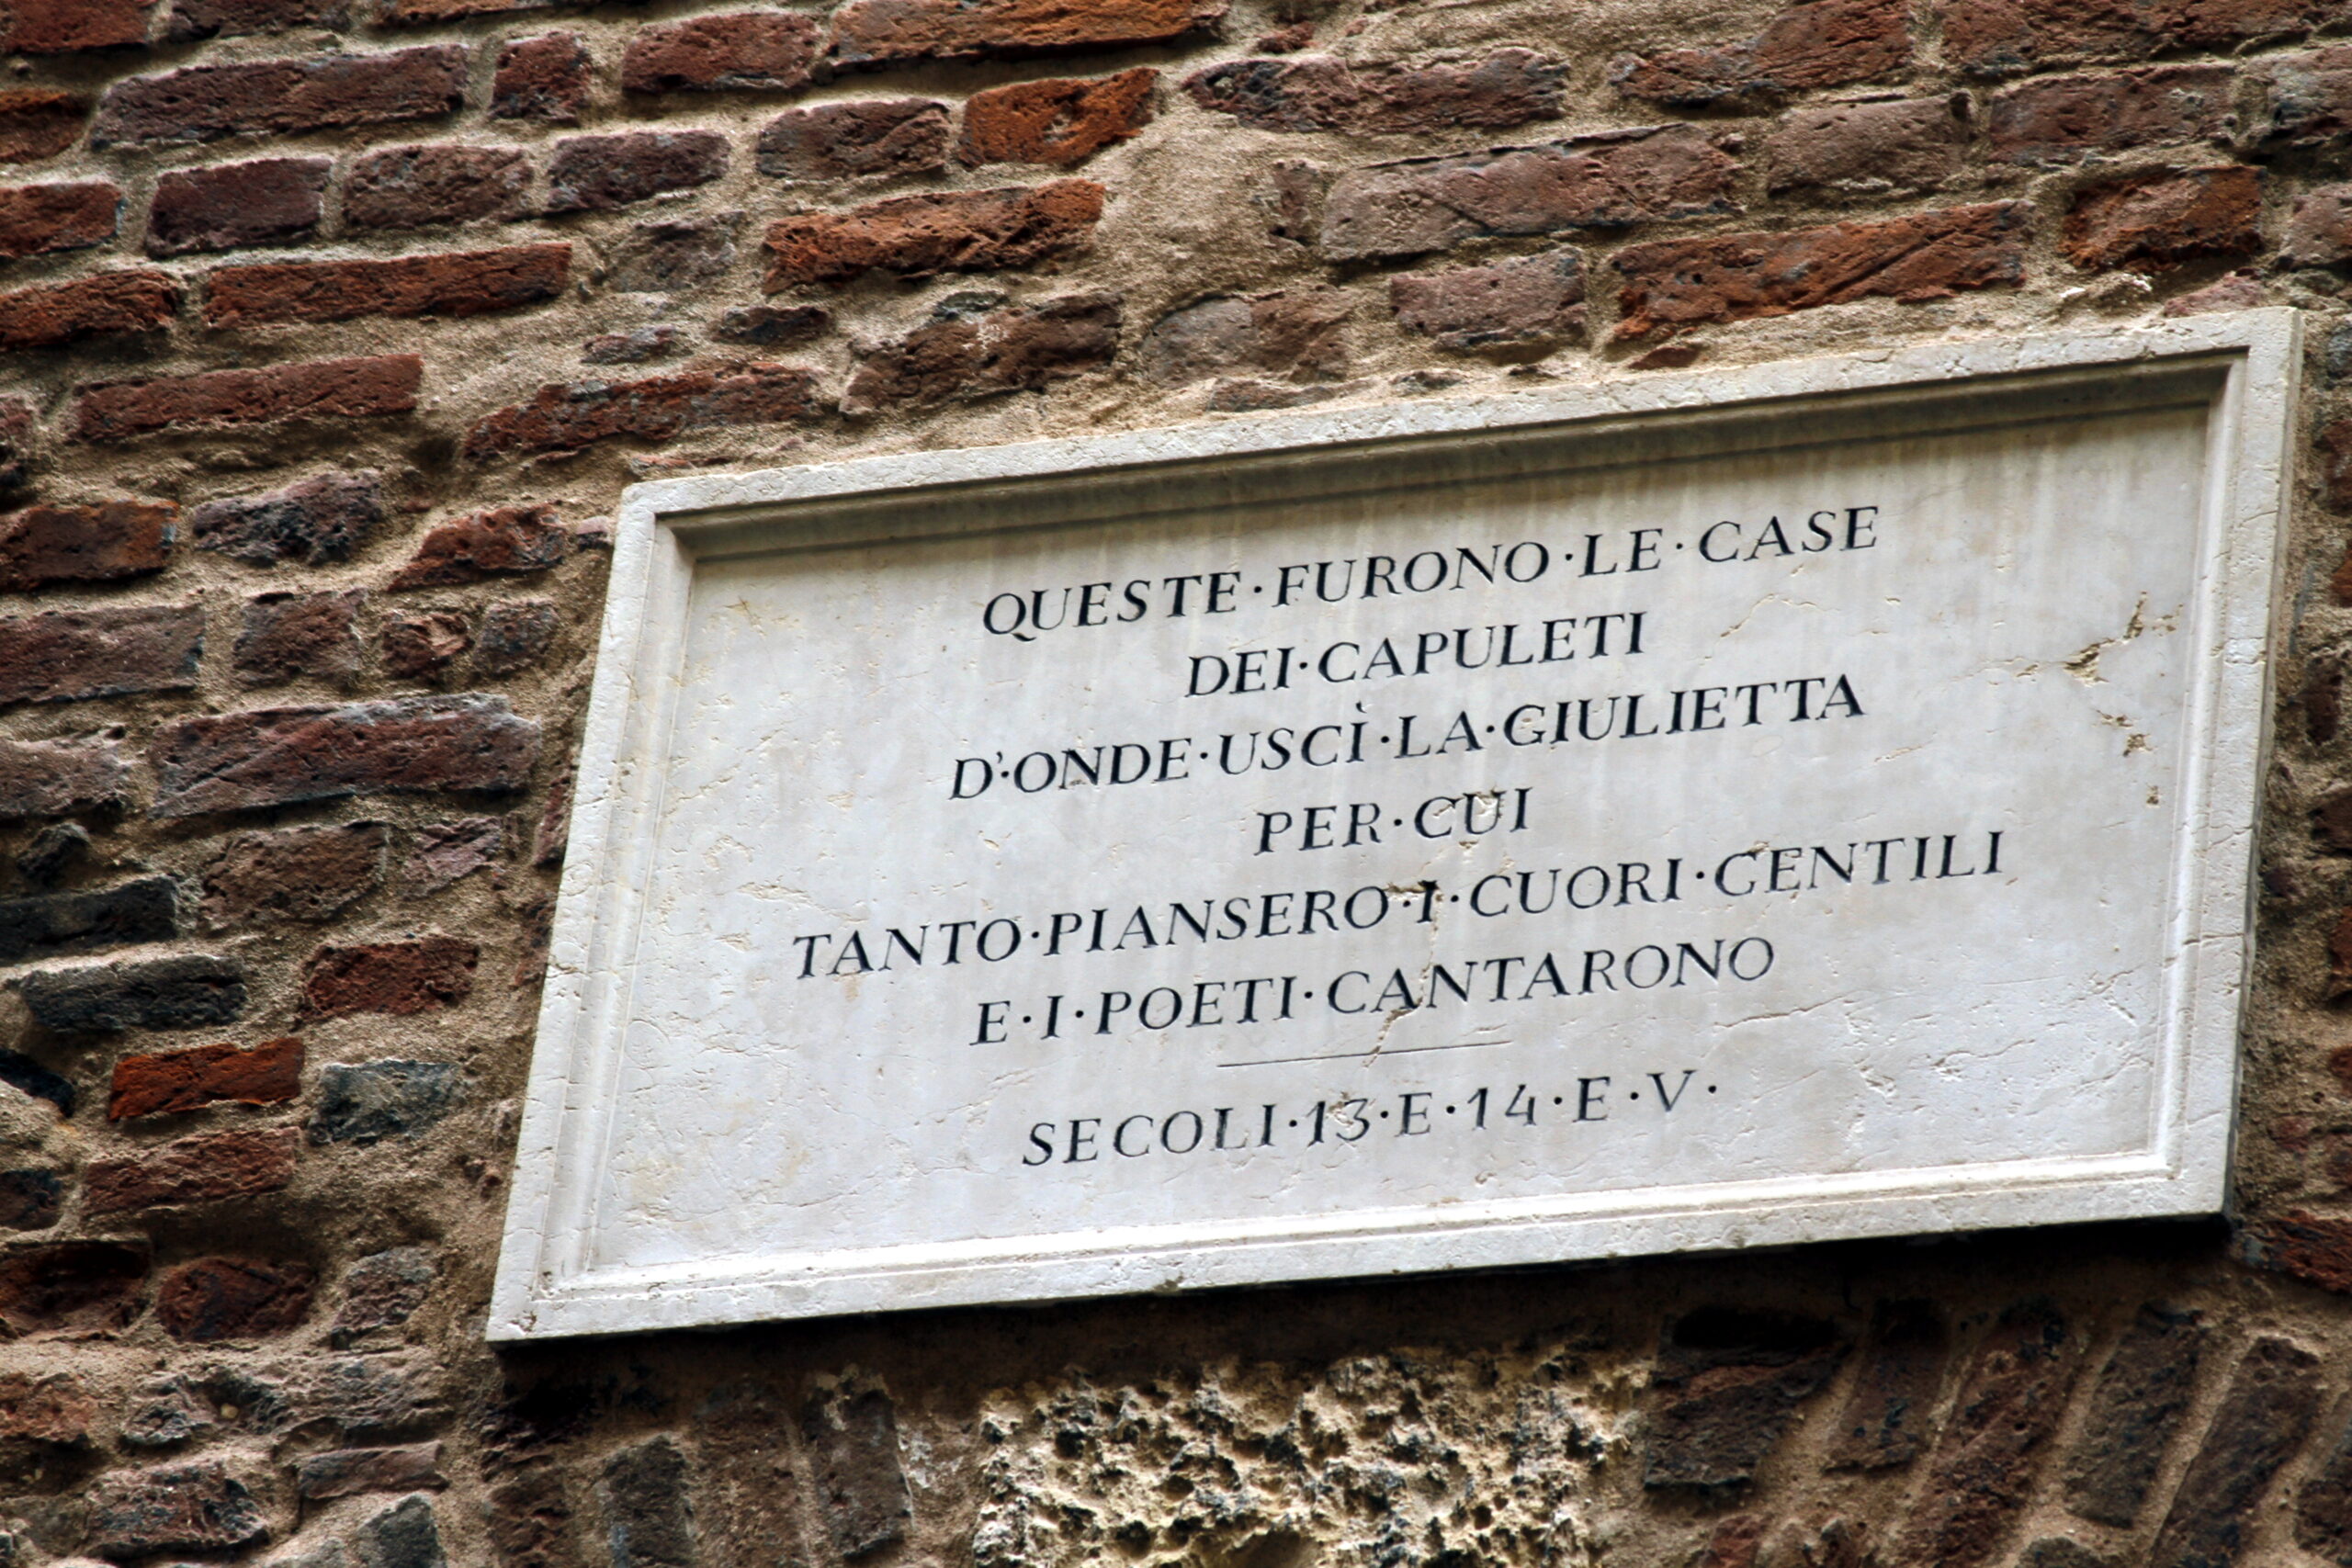 QUESTE·FURONO·LE·CASE
DEI·CAPULETI
D'·ONDE·USCÌ·LA·GIULIETTA
PER·CUI
TANTO·PIANSERO·I·CUORI·GENTILI
E·I·POETI·CANTARONO
SECOLI·13·E·14·E·V·